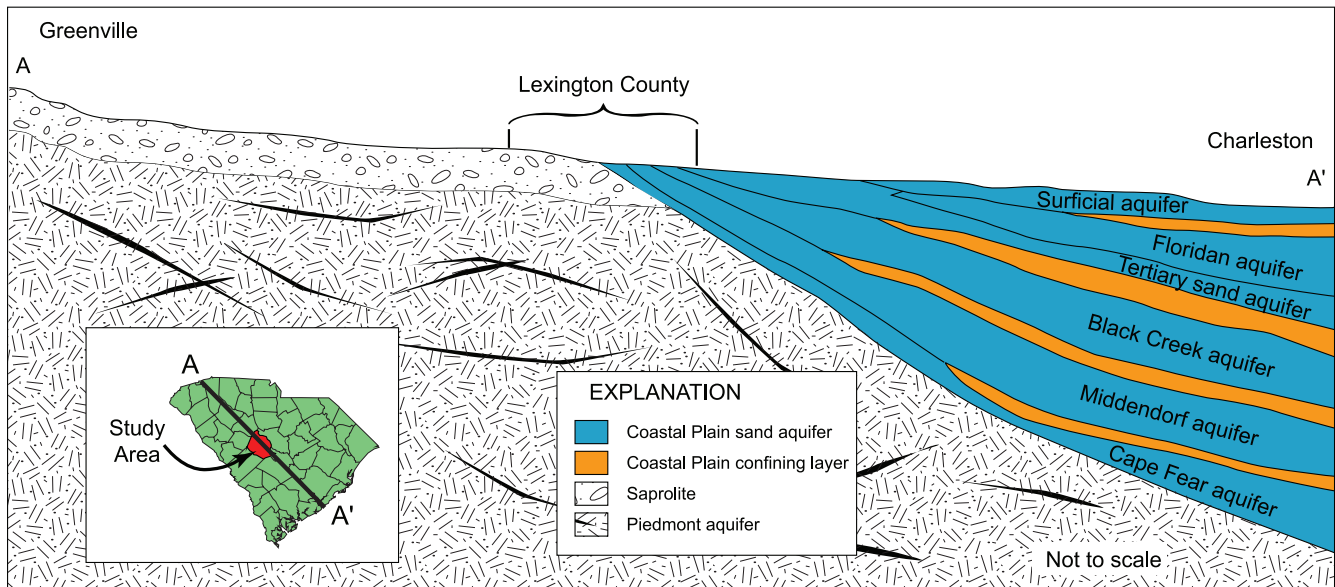 Greenville
A
Lexington County
Charleston
A'
Surficial aquifer
Floridan aquifer
Tertiary sand aquifer
Black Creek aquifer
Middendorf aquifer
Cape Fear aquifer
Not to scale
A
Study
Area
A'
EXPLANATION
Coastal Plain sand aquifer
Coastal Plain confining layer
Saprolite
Piedmont aquifer